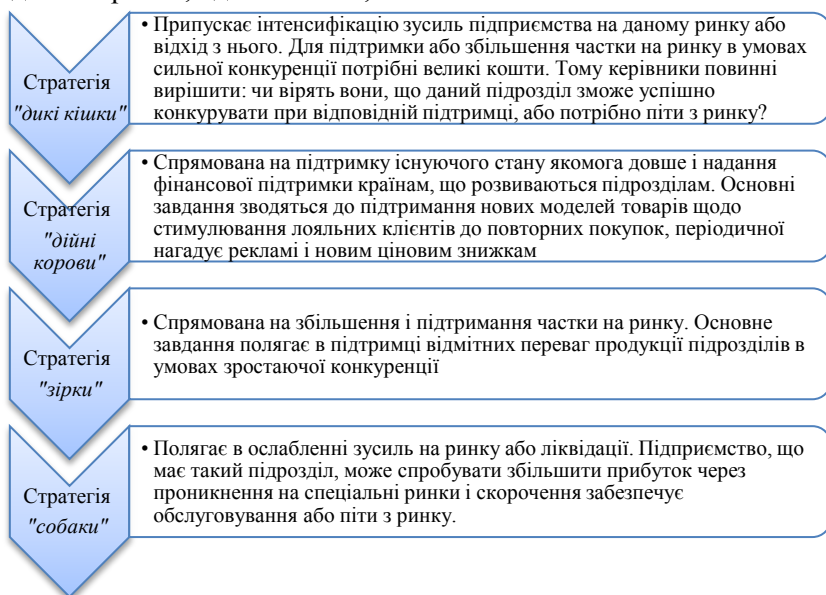 • Припускає інтенсифікацію зусиль підприємства на даному ринку або
відхід з нього. Для підтримки або збільшення частки на ринку в умовах
сильної конкуренції потрібні великі кошти. Тому керівники повинні
вирішити: чи вірять вони, що даний підрозділ зможе успішно
конкурувати при відповідній підтримці, або потрібно піти з ринку?
Стратегія
"дикі кішки"
• Спрямована на підтримку існуючого стану якомога довше і надання
фінансової підтримки країнам, що розвиваються підрозділам. Основні
завдання зводяться до підтримання нових моделей товарів щодо
стимулювання лояльних клієнтів до повторних покупок, періодичної
нагадує рекламі і новим ціновим знижкам
Стратегія
"дійні
корови"
• Спрямована на збільшення і підтримання частки на ринку. Основне
завдання полягає в підтримці відмітних переваг продукції підрозділів в
умовах зростаючої конкуренції
Стратегія
"зірки"
• Полягає в ослабленні зусиль на ринку або ліквідації. Підприємство, що
має такий підрозділ, може спробувати збільшити прибуток через
проникнення на спеціальні ринки і скорочення забезпечує
обслуговування або піти з ринку.
Стратегія
"собаки"